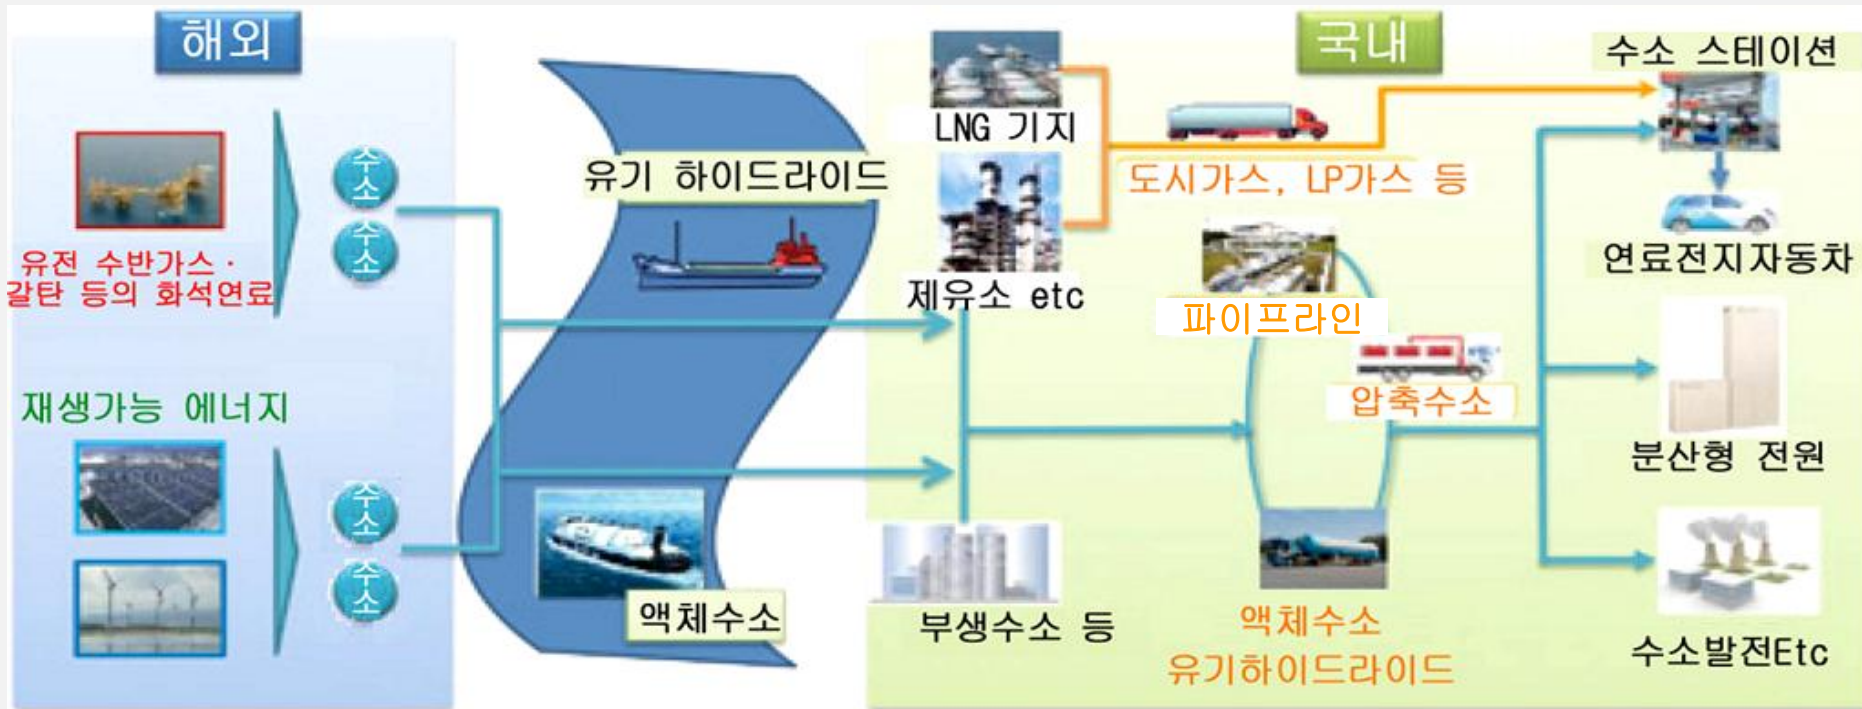 해외
유전 수반가스·
갈탄 등의 화석연료
수소
수소
재생가능 에너지
수소
수소
유기 하이드라이드
액체수소
국내
LNG 기지
제유소 etc
부생수소 등
도시가스, LP가스 등
파이프라인
압축수소
액체수소
유기하이드라이드
수소 스테이션
연료전지자동차
분산형 전원
수소발전Etc